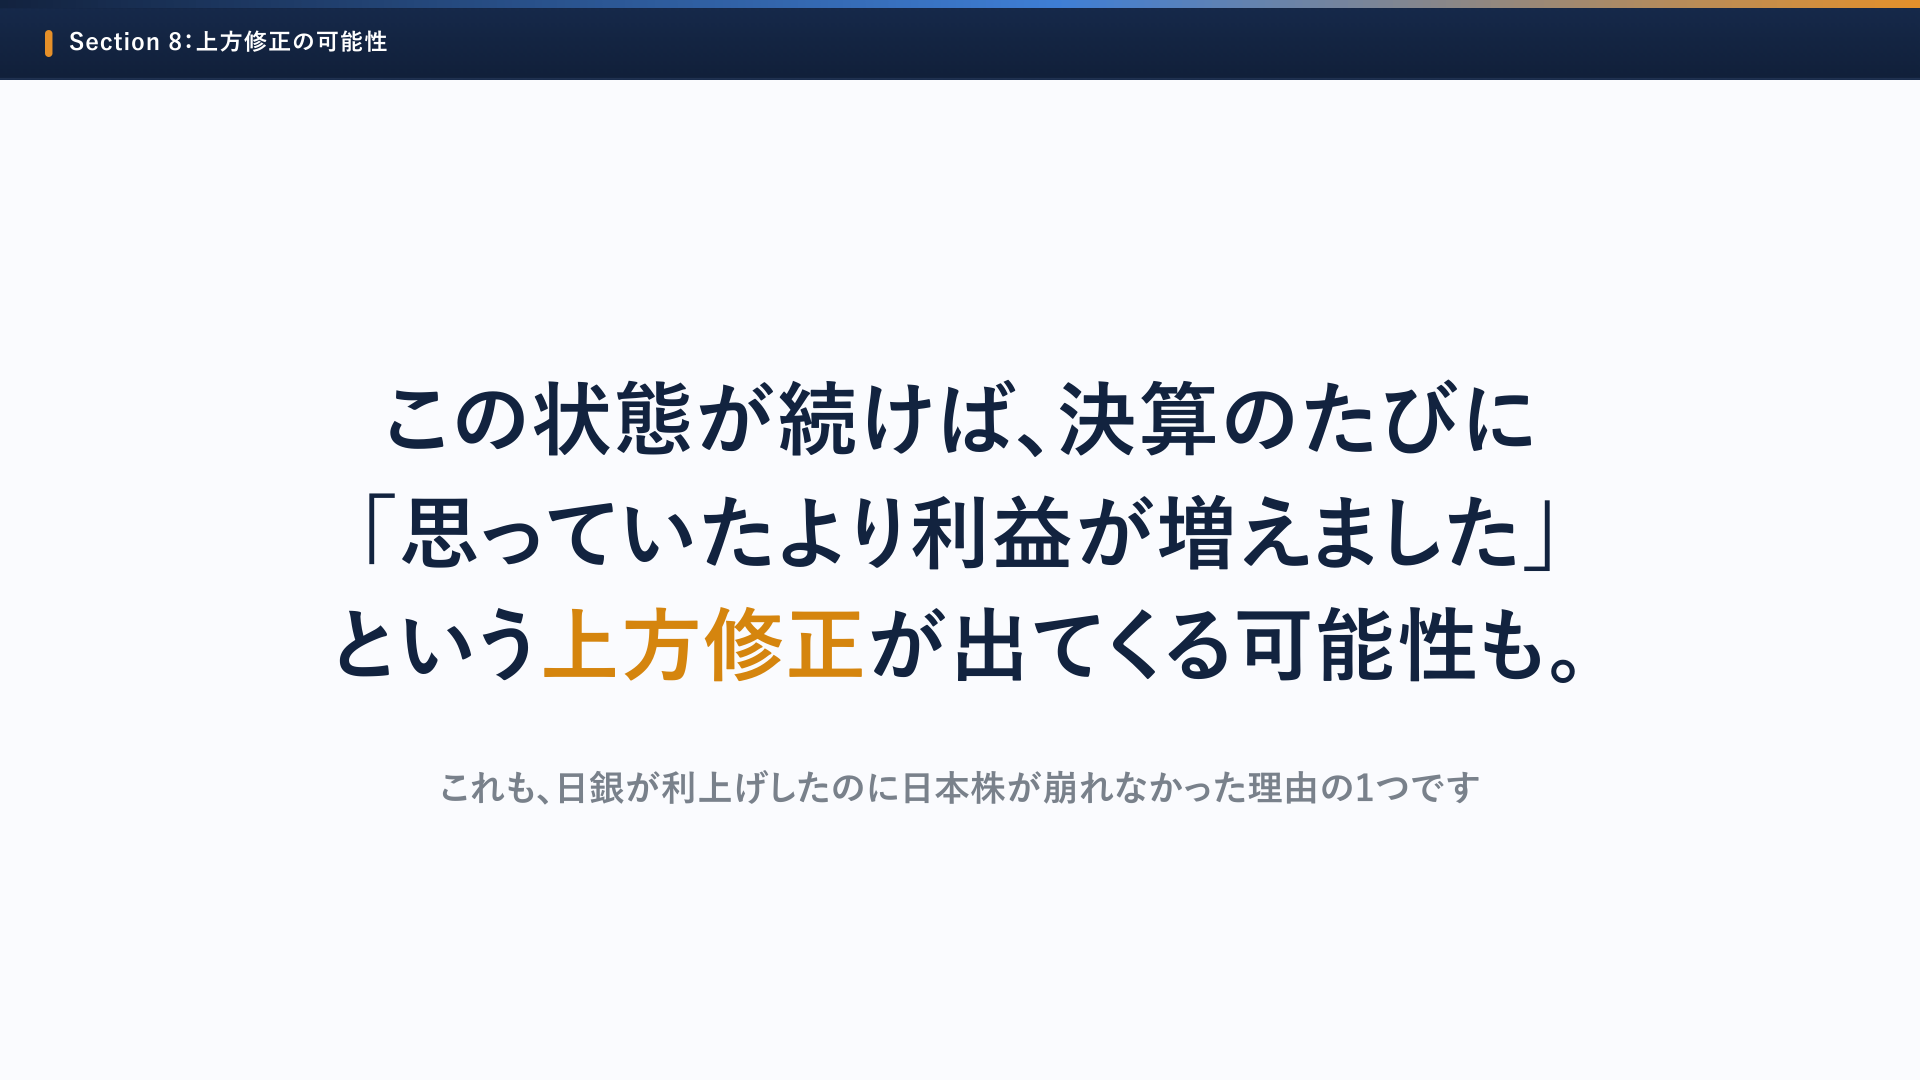 Section 8：上方修正の可能性
この状態が続けば、決算のたびに
「思っていたより利益が増えました」
という上方修正が出てくる可能性も。
これも、日銀が利上げしたのに日本株が崩れなかった理由の1つです